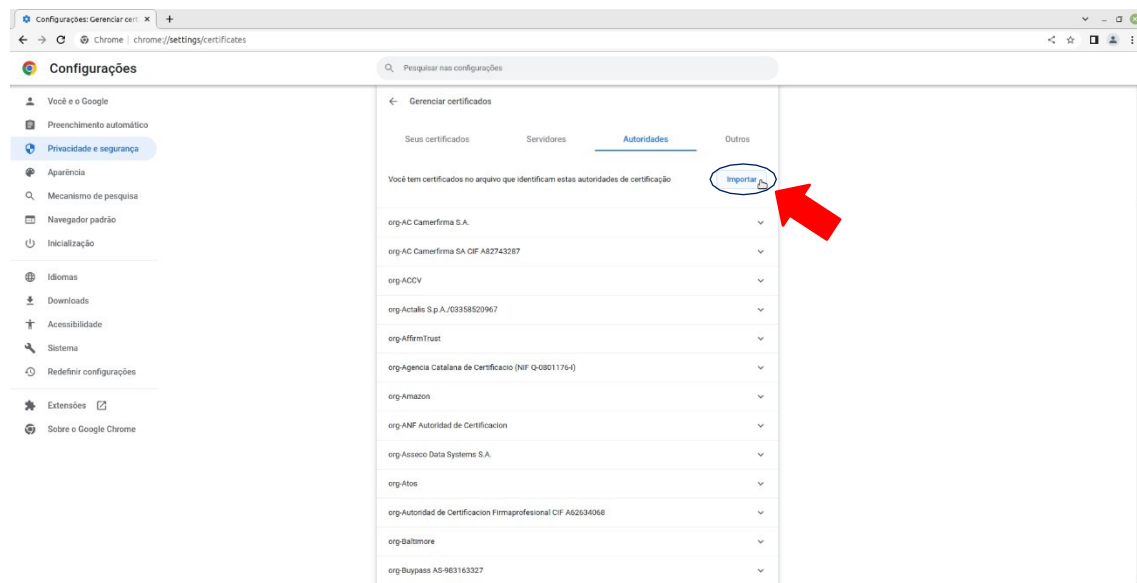 Configurações: Gerenciar cert
Chrome | chrome://settings/certificates
Configurações
Pesquisar nas configurações
Você e o Google
Preenchimento automático
Privacidade e segurança
Aparência
Mecanismo de pesquisa
Navegador padrão
Inicialização
Idiomas
Downloads
Acessibilidade
Sistema
Redefinir configurações
Extensões
Sobre o Google Chrome
Gerenciar certificados
Seus certificados Servidores Autoridades Outros
Você tem certificados no arquivo que identificam estas autoridades de certificação Importar
org-AC Camerfirma S.A.
org-AC Camerfirma SA CIF A82743287
org-ACCV
org-Actalis S.p.A./03358520967
org-AffirmTrust
org-Agencia Catalana de Certificacio (NIF Q-0801176-I)
org-Amazon
org-ANF Autoridad de Certificacion
org-Asseco Data Systems S.A.
org-Atos
org-Autoridad de Certificacion Firmaprofesional CIF A62634068
org-Baltimore
org-Buypass AS-983163327